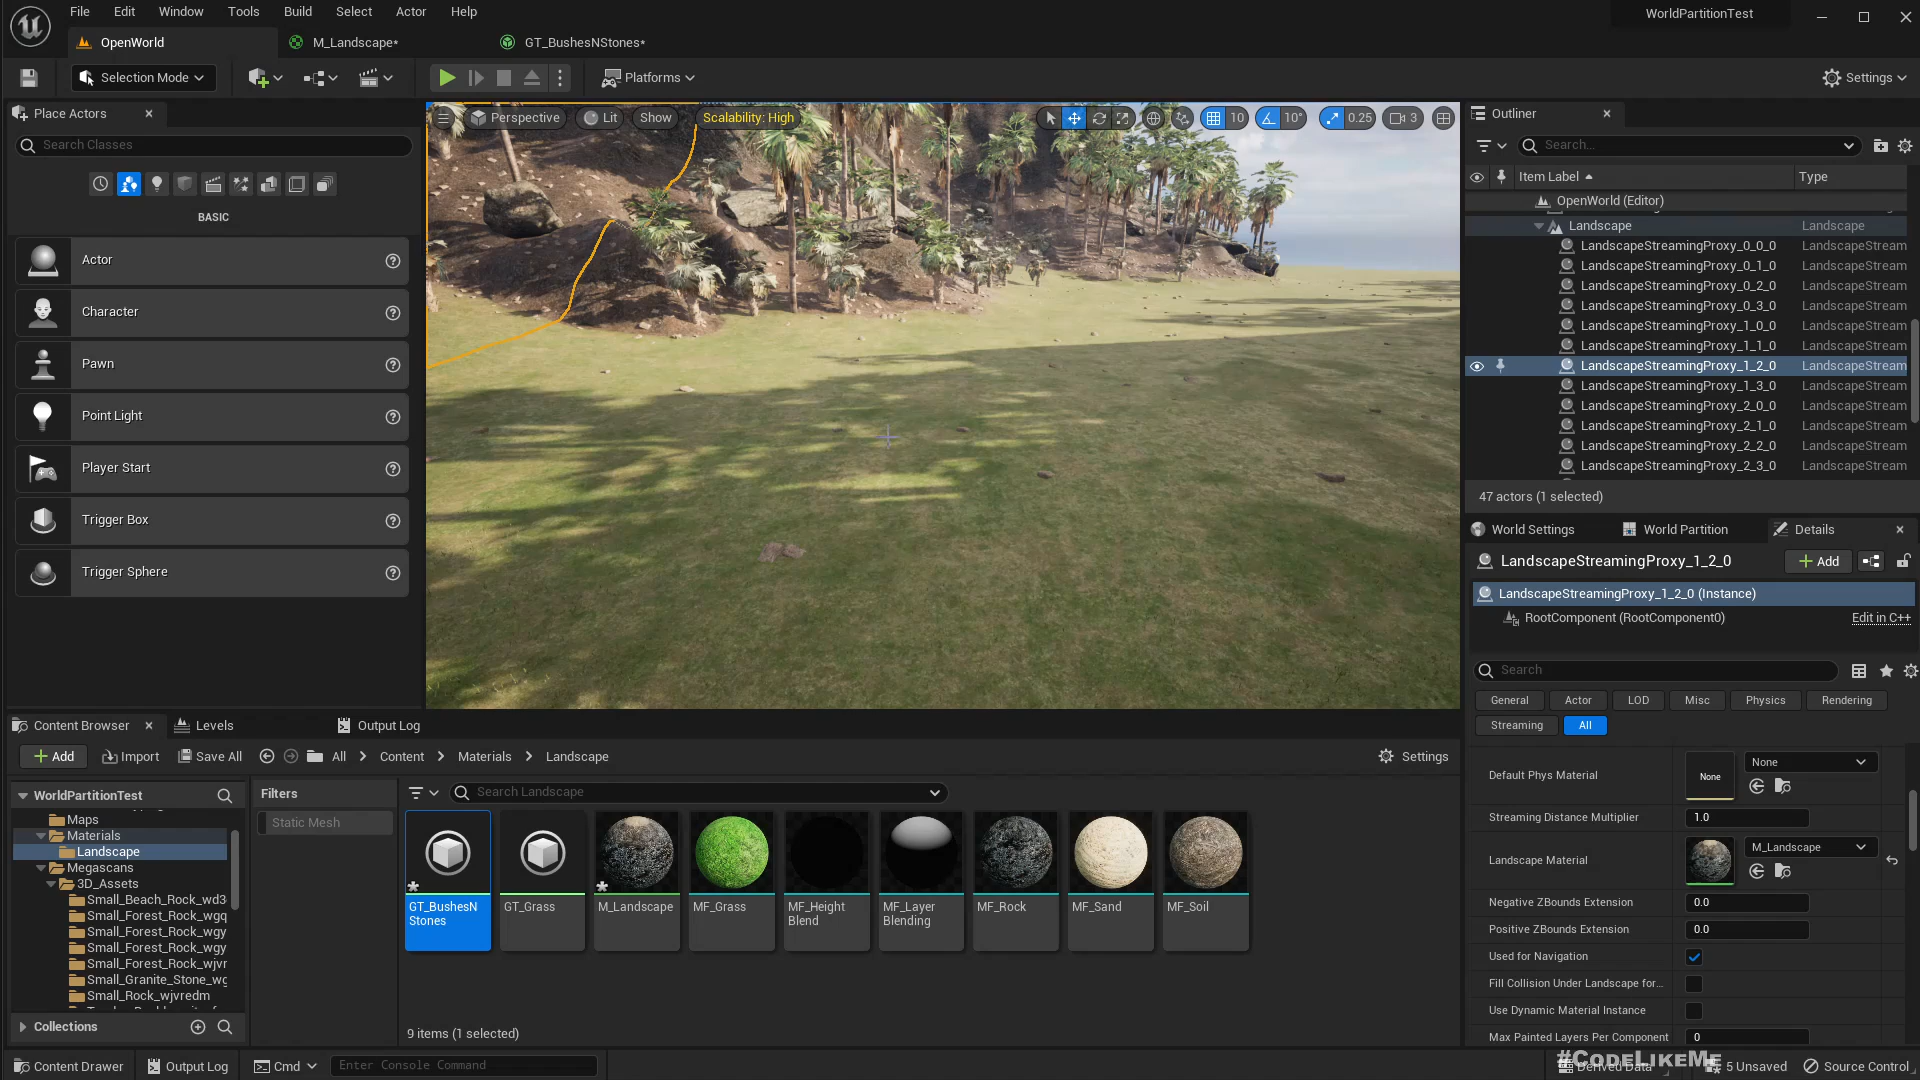 File Edit Window Tools Build Select Actor Help
WorldPartitionTest
OpenWorld
M_Landscape*
GT_BushesNStones*
Selection Mode
Platforms
Settings
Place Actors
Search Classes
BASIC
Actor
Character
Pawn
Point Light
Player Start
Trigger Box
Trigger Sphere
Perspective
Lit
Show
Scalability: High
10
10°
0.25
3
Outliner
Search...
Item Label
Type
OpenWorld (Editor)
Landscape Landscape
LandscapeStreamingProxy_0_0_0 LandscapeStream
LandscapeStreamingProxy_0_1_0 LandscapeStream
LandscapeStreamingProxy_0_2_0 LandscapeStream
LandscapeStreamingProxy_0_3_0 LandscapeStream
LandscapeStreamingProxy_1_0_0 LandscapeStream
LandscapeStreamingProxy_1_1_0 LandscapeStream
LandscapeStreamingProxy_1_2_0 LandscapeStream
LandscapeStreamingProxy_1_3_0 LandscapeStream
LandscapeStreamingProxy_2_0_0 LandscapeStream
LandscapeStreamingProxy_2_1_0 LandscapeStream
LandscapeStreamingProxy_2_2_0 LandscapeStream
LandscapeStreamingProxy_2_3_0 LandscapeStream
47 actors (1 selected)
World Settings
World Partition
Details
LandscapeStreamingProxy_1_2_0
Add
LandscapeStreamingProxy_1_2_0 (Instance)
RootComponent (RootComponent0)
Edit in C++
Search
General Actor LOD Misc Physics Rendering
Streaming All
Default Phys Material
None
None
Streaming Distance Multiplier 1.0
Landscape Material
M_Landscape
Negative ZBounds Extension 0.0
Positive ZBounds Extension 0.0
Used for Navigation
Fill Collision Under Landscape for...
Use Dynamic Material Instance
Max Painted Layers Per Component 0
Content Browser
Levels
Output Log
Add
Import
Save All
All
Content
Materials
Landscape
Settings
WorldPartitionTest
Maps
Materials
Landscape
Megascans
3D_Assets
Small_Beach_Rock_wd3
Small_Forest_Rock_wgq
Small_Forest_Rock_wgy
Small_Forest_Rock_wgy
Small_Forest_Rock_wjvr
Small_Granite_Stone_wg
Small_Rock_wjvredm
Collections
Filters
Static Mesh
Search Landscape
GT_BushesN
Stones
GT_Grass
M_Landscape
MF_Grass
MF_Height
Blend
MF_Layer
Blending
MF_Rock
MF_Sand
MF_Soil
9 items (1 selected)
Content Drawer
Output Log
Cmd
Enter Console Command
#CodeLikeMe
Derived Data
5 Unsaved
Source Control